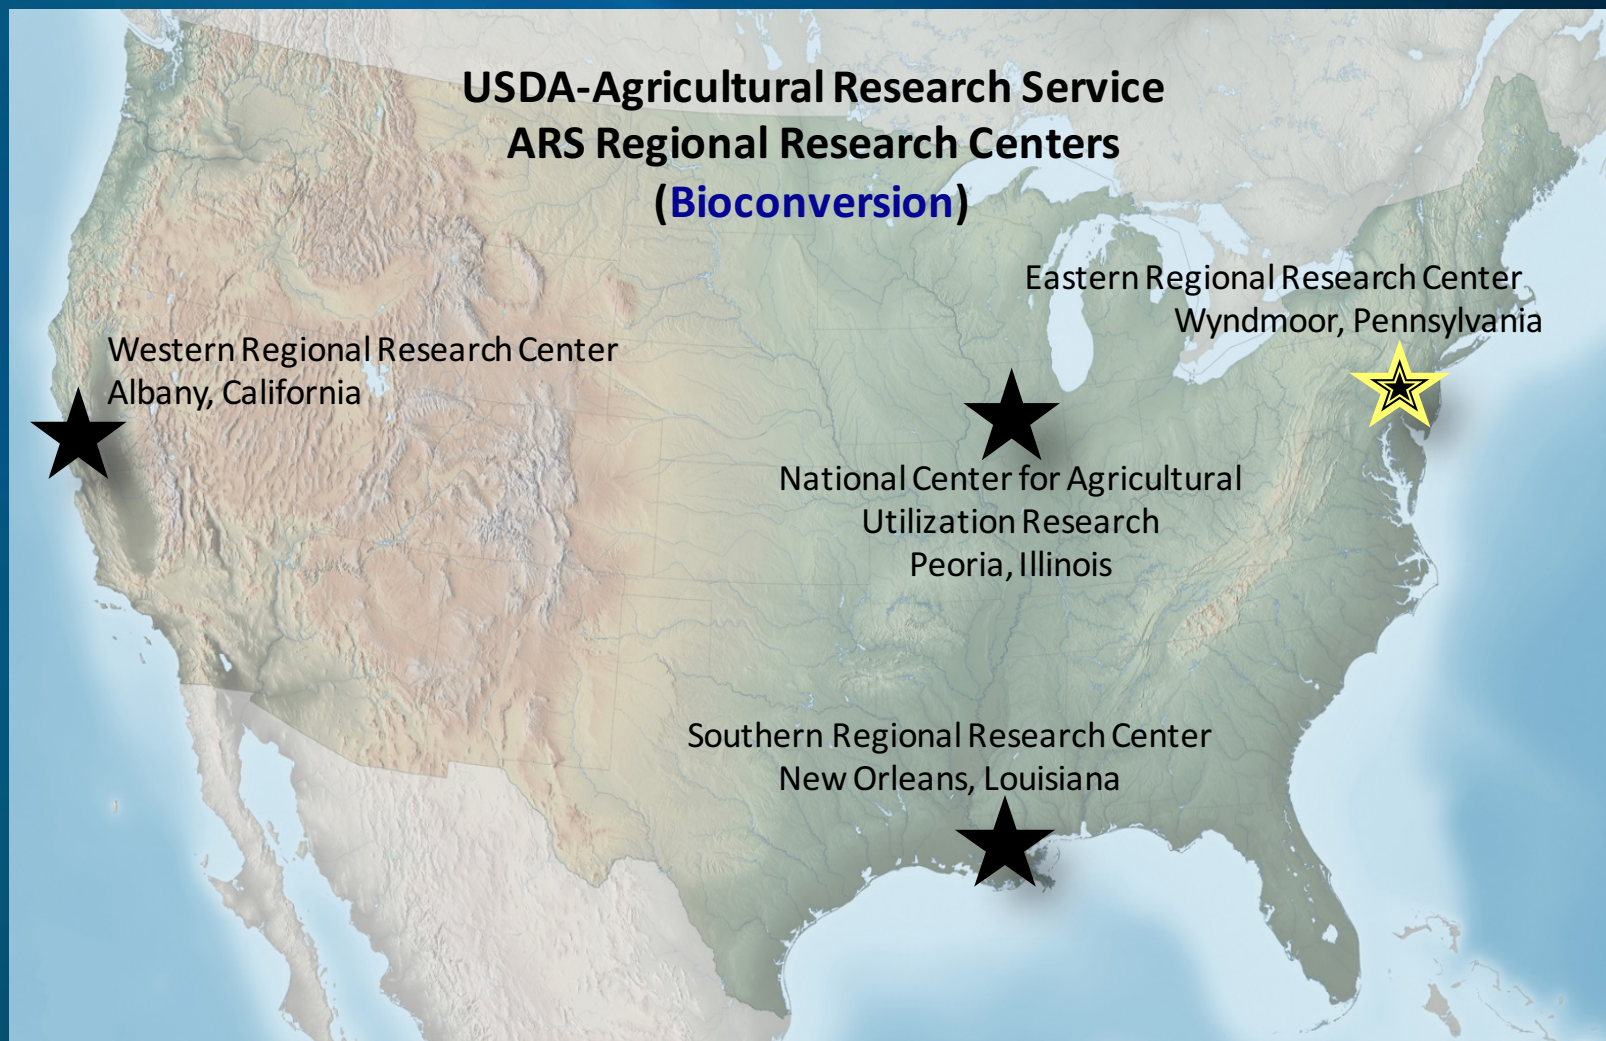 USDA-Agricultural Research Service
ARS Regional Research Centers
(Bioconversion)
Eastern Regional Research Center
Wyndmoor, Pennsylvania
Western Regional Research Center
Albany, California
National Center for Agricultural
Utilization Research
Peoria, Illinois
Southern Regional Research Center
New Orleans, Louisiana